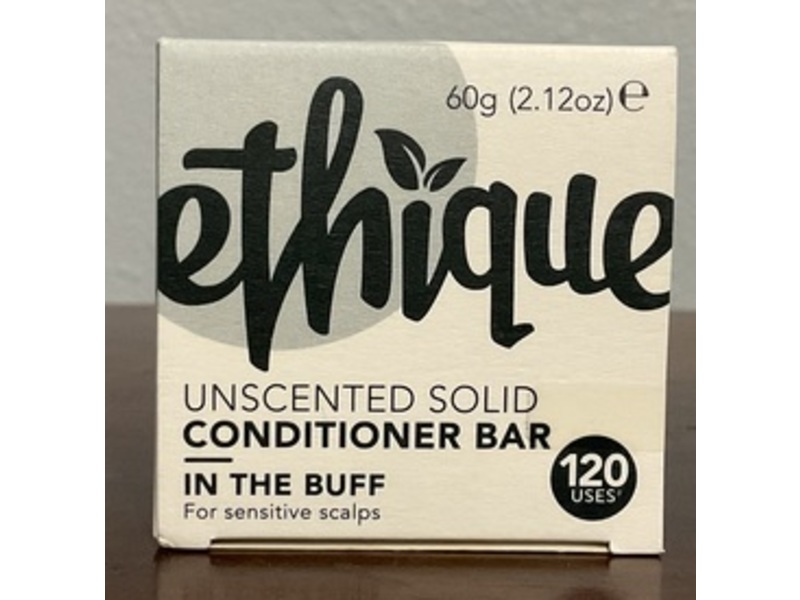 60g (2.12oz) ℮
ethique
UNSCENTED SOLID
CONDITIONER BAR
IN THE BUFF
For sensitive scalps
120
USES